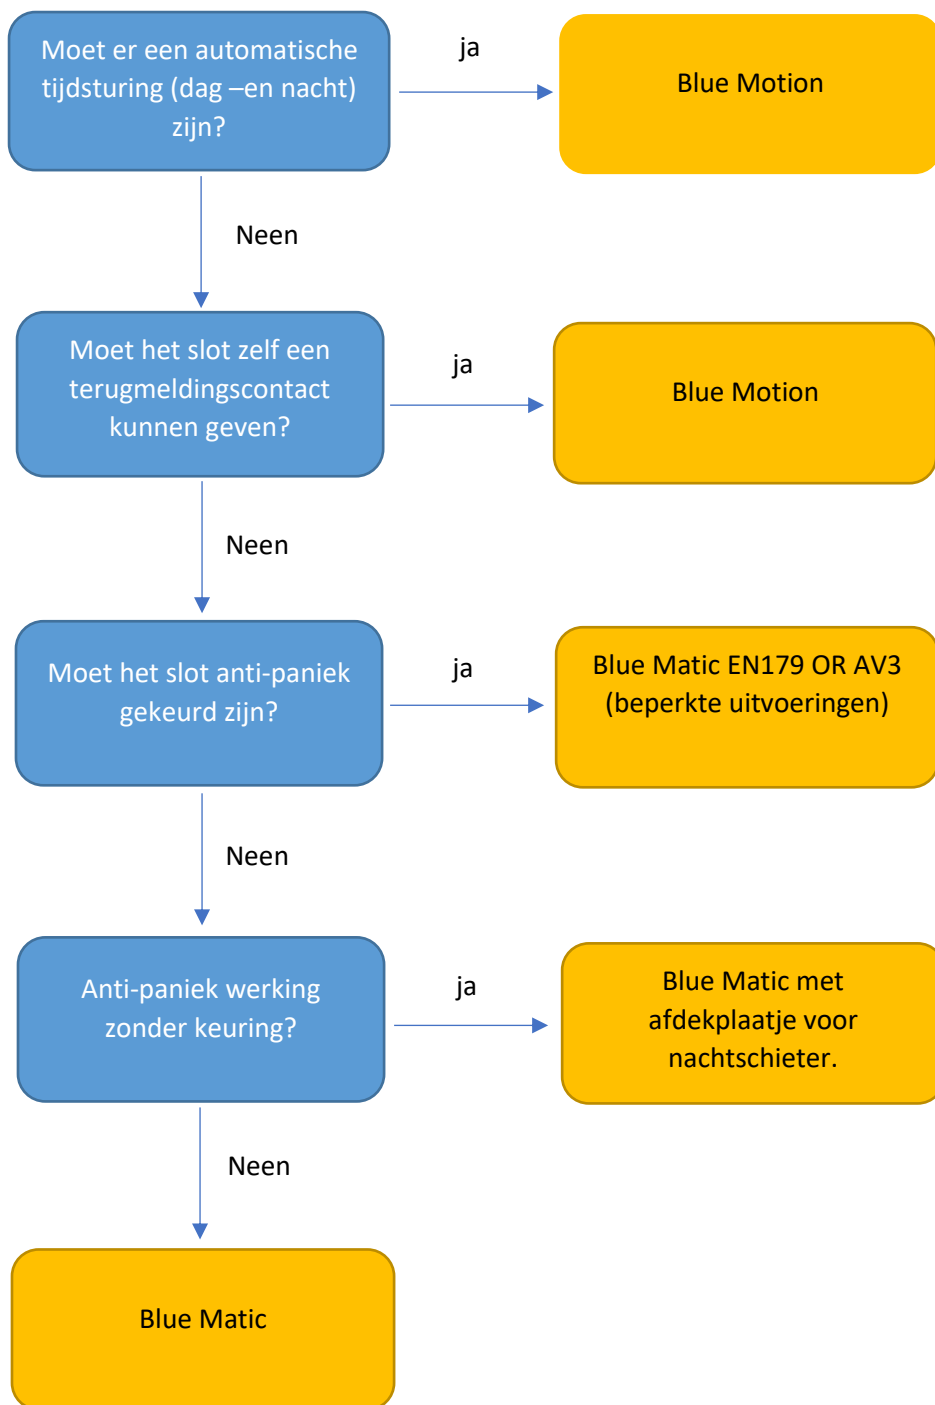 Moet er een automatische
tijdsturing (dag –en nacht)
zijn?
ja
Blue Motion
Neen
Moet het slot zelf een
terugmeldingscontact
kunnen geven?
ja
Blue Motion
Neen
Moet het slot anti-paniek
gekeurd zijn?
ja
Blue Matic EN179 OR AV3
(beperkte uitvoeringen)
Neen
Anti-paniek werking
zonder keuring?
ja
Blue Matic met
afdekplaatje voor
nachtschieter.
Neen
Blue Matic